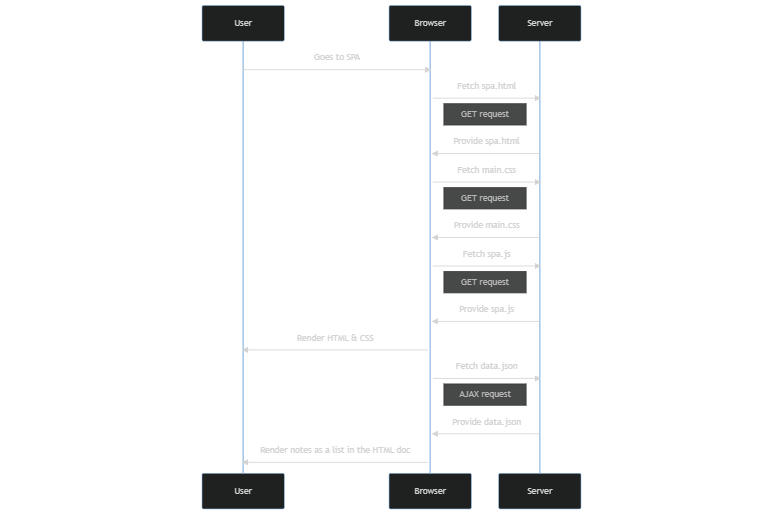 User
Browser
Server
Goes to SPA
Fetch spa.html
GET request
Provide spa.html
Fetch main.css
GET request
Provide main.css
Fetch spa.js
GET request
Provide spa.js
Render HTML & CSS
Fetch data.json
AJAX request
Provide data.json
Render notes as a list in the HTML doc
User
Browser
Server